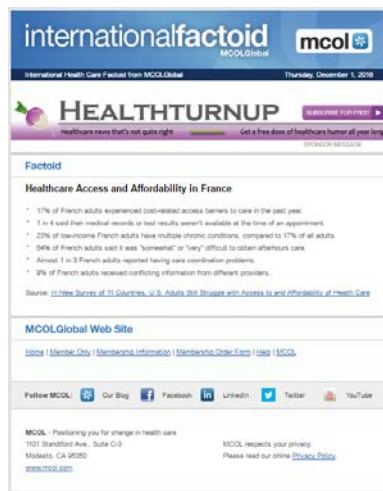 internationalfactoid
MCOLGlobal
mcol
International Health Care Factoid from MCOLGlobal Thursday, December 1, 2016
HEALTHTURNUP
SUBSCRIBE FOR FREE!
Healthcare news that's not quite right Get a free dose of healthcare humor all year long
SPONSOR MESSAGE
Factoid
Healthcare Access and Affordability in France
* 17% of French adults experienced cost-related access barriers to care in the past year.
* 1 in 4 said their medical records or test results weren't available at the time of an appointment.
* 23% of low-income French adults have multiple chronic conditions, compared to 17% of all adults.
* 64% of French adults said it was "somewhat" or "very" difficult to obtain afterhours care
* Almost 1 in 3 French adults reported having care coordination problems.
* 9% of French adults received conflicting information from different providers.
Source: In New Survey of 11 Countries, U.S. Adults Still Struggle with Access to and Affordability of Health Care
MCOLGlobal Web Site
Home | Member Only | Membership Information | Membership Order Form | Help | MCOL
Follow MCOL: Our Blog Facebook LinkedIn Twitter YouTube
MCOL - Positioning you for change in health care
1101 Standiford Ave., Suite C-3 MCOL respects your privacy.
Modesto, CA 95350 Please read our online Privacy Policy.
www.mcol.com